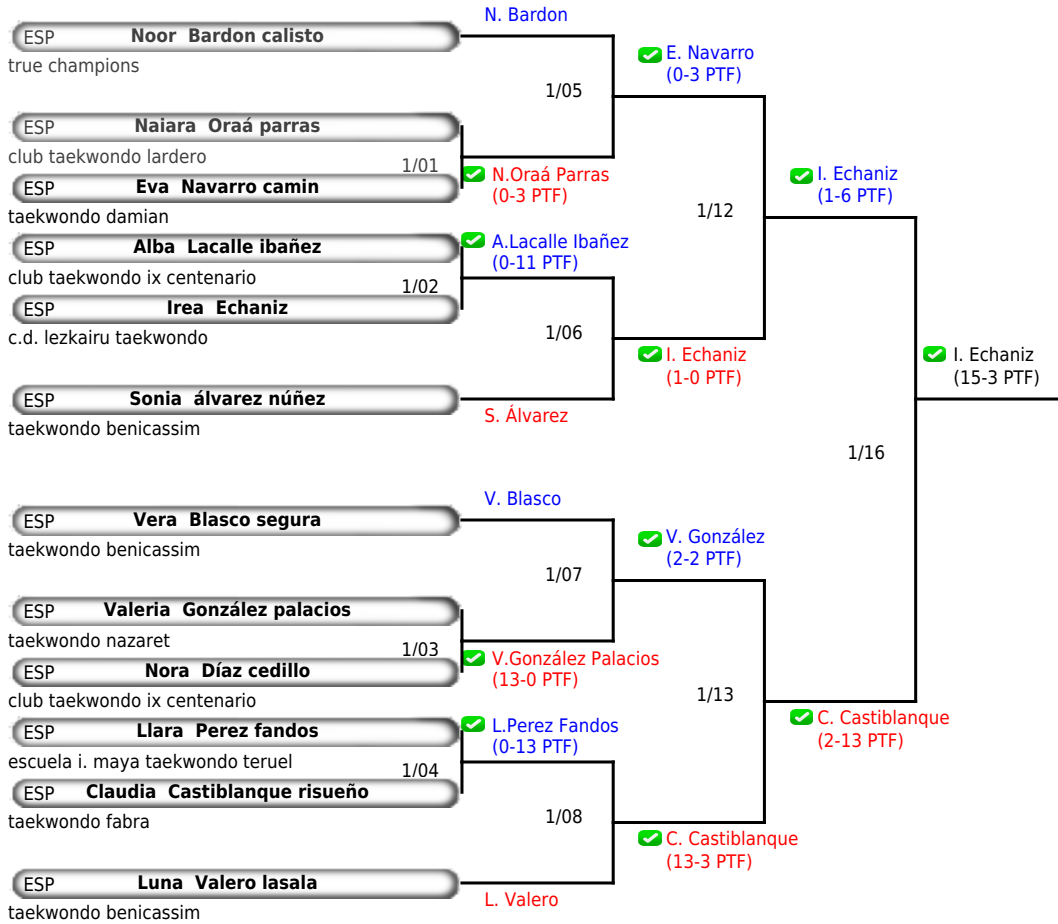 N. Bardon
ESP Noor Bardon calisto
true champions
E. Navarro
(0-3 PTF)
1/05
ESP Naiara Oraá parras
club taekwondo lardero
1/01
N.Oraá Parras
(0-3 PTF)
ESP Eva Navarro camin
taekwondo damian
I. Echaniz
(1-6 PTF)
1/12
ESP Alba Lacalle ibañez
club taekwondo ix centenario
A.Lacalle Ibañez
(0-11 PTF)
1/02
ESP Irea Echaniz
c.d. lezkairu taekwondo
1/06
I. Echaniz
(1-0 PTF)
I. Echaniz
(15-3 PTF)
ESP Sonia álvarez núñez
taekwondo benicassim
S. Álvarez
1/16
V. Blasco
ESP Vera Blasco segura
taekwondo benicassim
V. González
(2-2 PTF)
1/07
ESP Valeria González palacios
taekwondo nazaret
1/03
V.González Palacios
(13-0 PTF)
ESP Nora Díaz cedillo
club taekwondo ix centenario
1/13
C. Castiblanque
(2-13 PTF)
ESP Llara Perez fandos
escuela i. maya taekwondo teruel
L.Perez Fandos
(0-13 PTF)
1/04
ESP Claudia Castiblanque risueño
taekwondo fabra
1/08
C. Castiblanque
(13-3 PTF)
ESP Luna Valero lasala
taekwondo benicassim
L. Valero